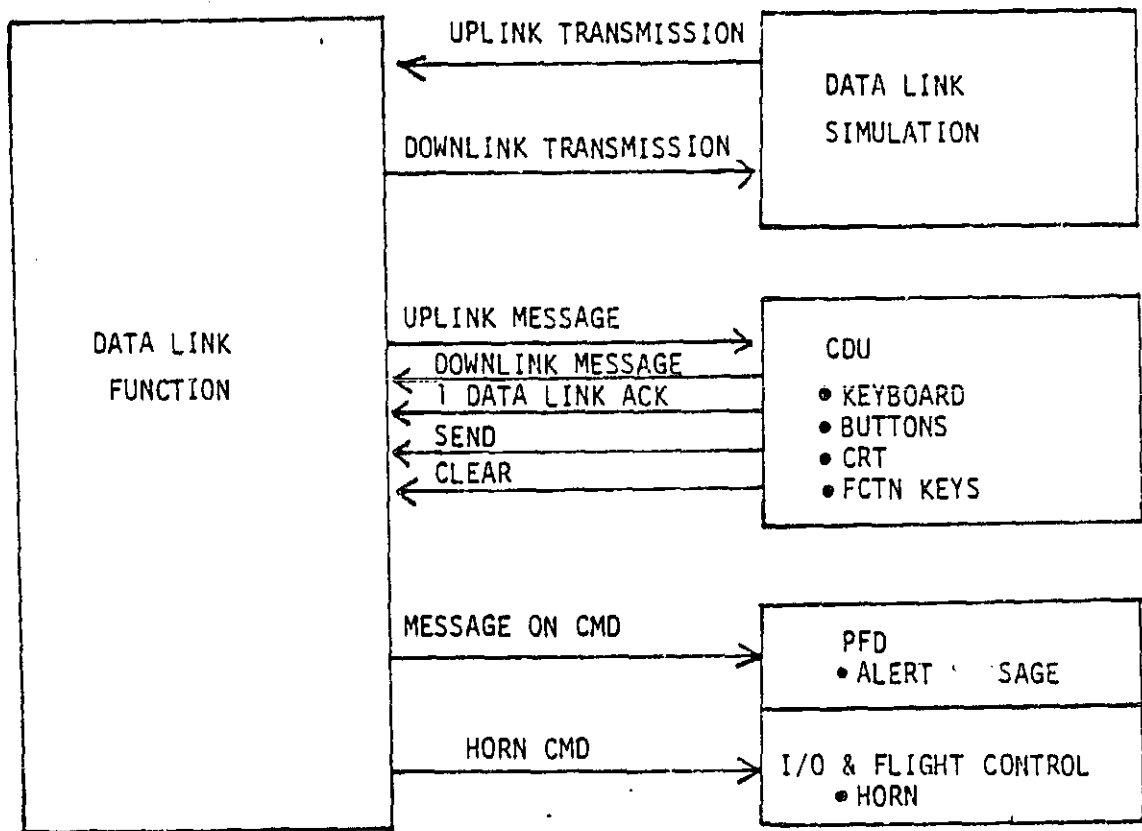 UPLINK TRANSMISSION
DATA LINK
SIMULATION
DOWNLINK TRANSMISSION
DATA LINK
FUNCTION
UPLINK MESSAGE
DOWNLINK MESSAGE
1 DATA LINK ACK
SEND
CLEAR
CDU
• KEYBOARD
• BUTTONS
• CRT
• FCTN KEYS
MESSAGE ON CMD
PFD
• ALERT SAGE
HORN CMD
I/O & FLIGHT CONTROL
• HORN